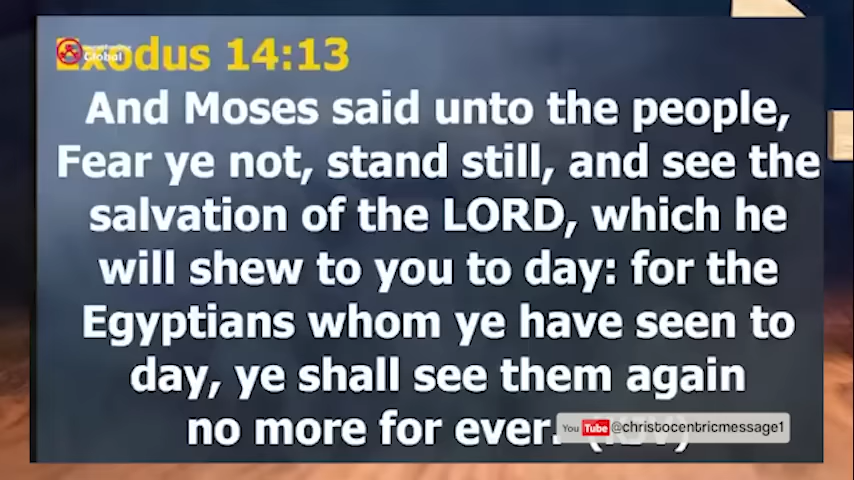 Exodus 14:13
Global
And Moses said unto the people,
Fear ye not, stand still, and see the
salvation of the LORD, which he
will shew to you to day: for the
Egyptians whom ye have seen to
day, ye shall see them again
no more for ever.
YouTube @christocentricmessage1